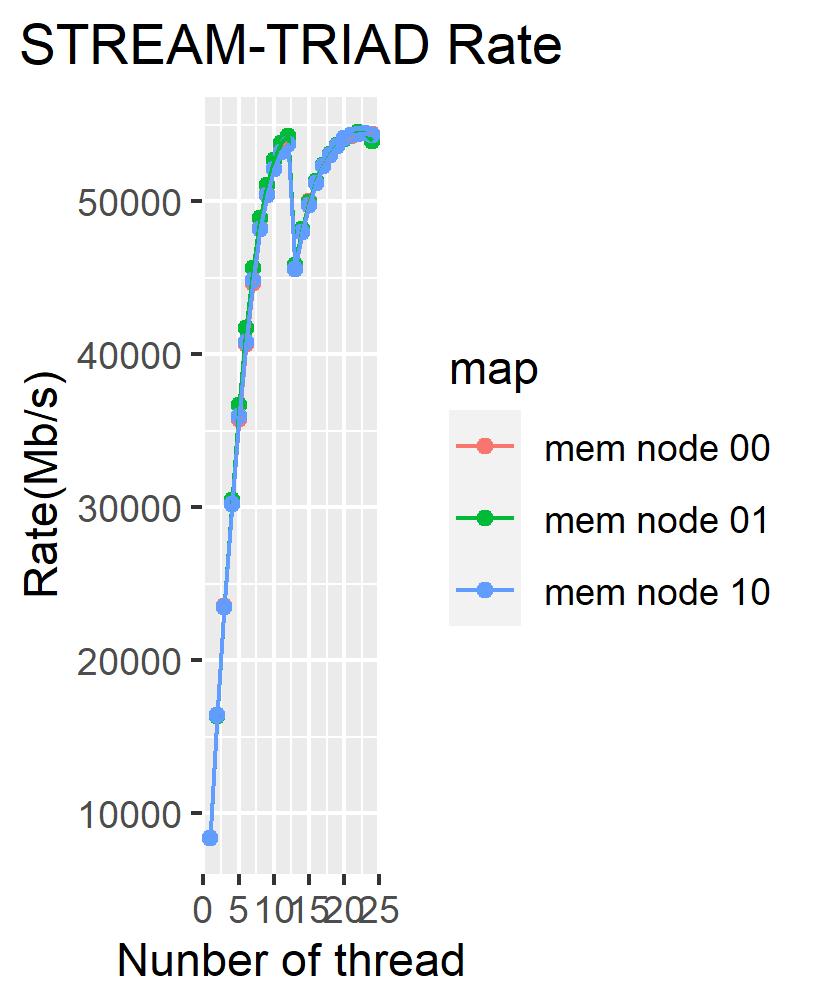 STREAM-TRIAD Rate
Rate(Mb/s)
50000
40000
30000
20000
10000
0 5 10 15 20 25
Nunber of thread
map
mem node 00
mem node 01
mem node 10